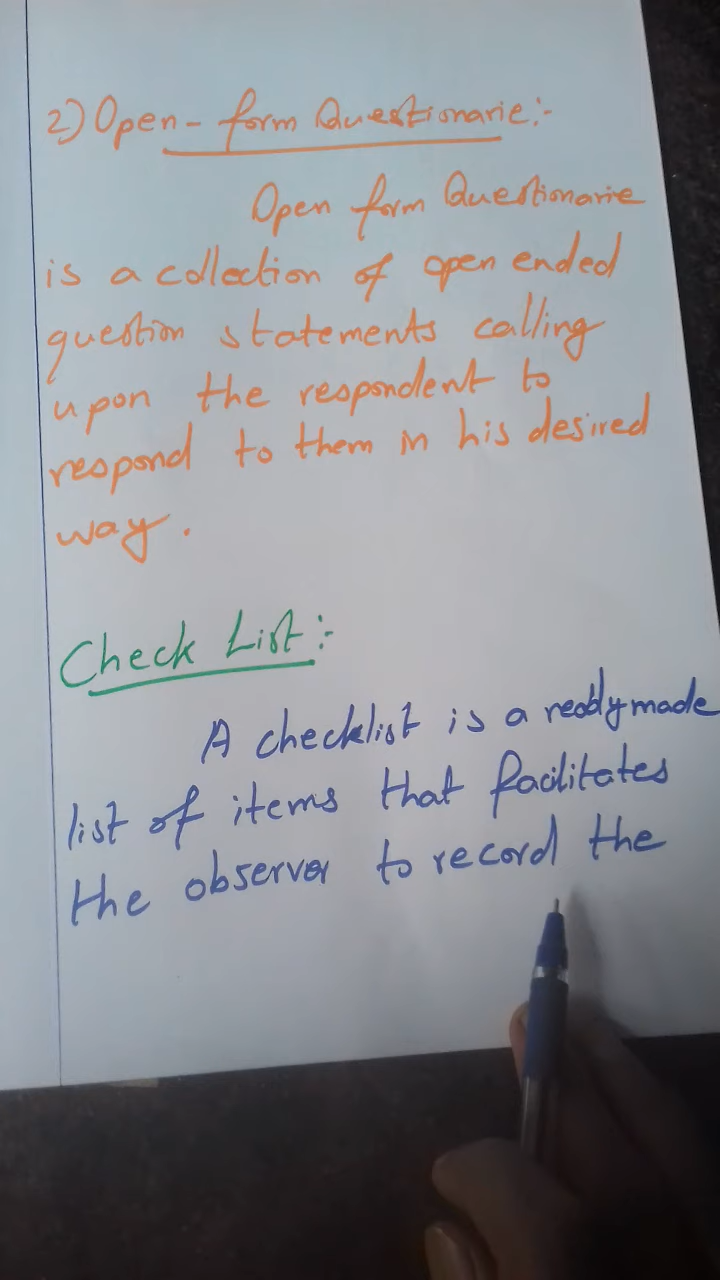 2) Open-form Questionarie:-
Open form Questionarie
is a collection of open ended
question statements calling
upon the respondent to
respond to them in his desired
way.
Check List:-
A checklist is a readymade
list of items that facilitates
the observer to record the